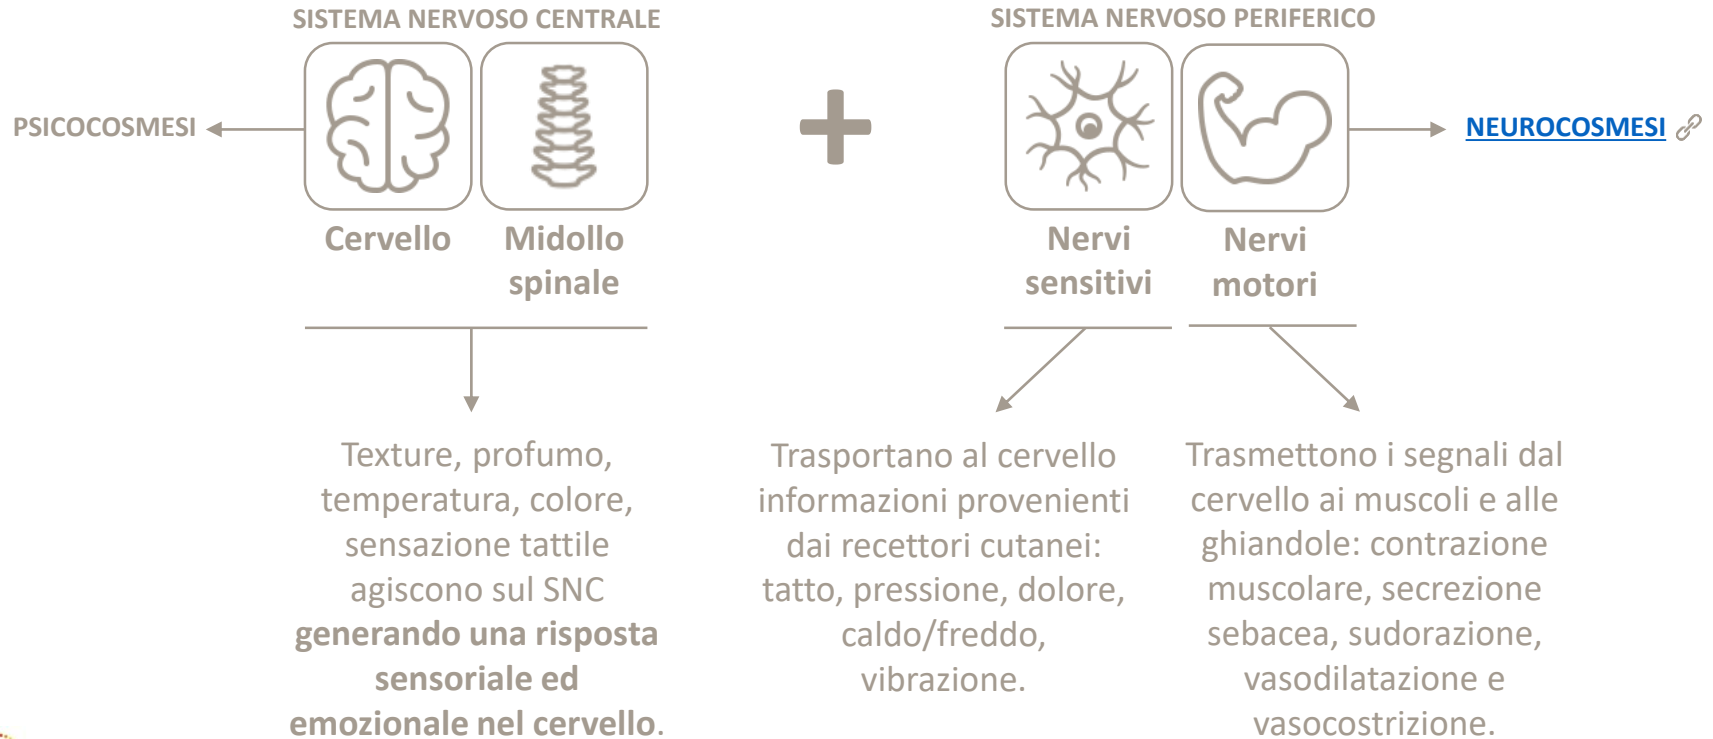 SISTEMA NERVOSO CENTRALE
SISTEMA NERVOSO PERIFERICO
PSICOCOSMESI
NEUROCOSMESI
Cervello
Midollo
spinale
Nervi
sensitivi
Nervi
motori
Texture, profumo,
temperatura, colore,
sensazione tattile
agiscono sul SNC
generando una risposta
sensoriale ed
emozionale nel cervello.
Trasportano al cervello
informazioni provenienti
dai recettori cutanei:
tatto, pressione, dolore,
caldo/freddo,
vibrazione.
Trasmettono i segnali dal
cervello ai muscoli e alle
ghiandole: contrazione
muscolare, secrezione
sebacea, sudorazione,
vasodilatazione e
vasocostrizione.